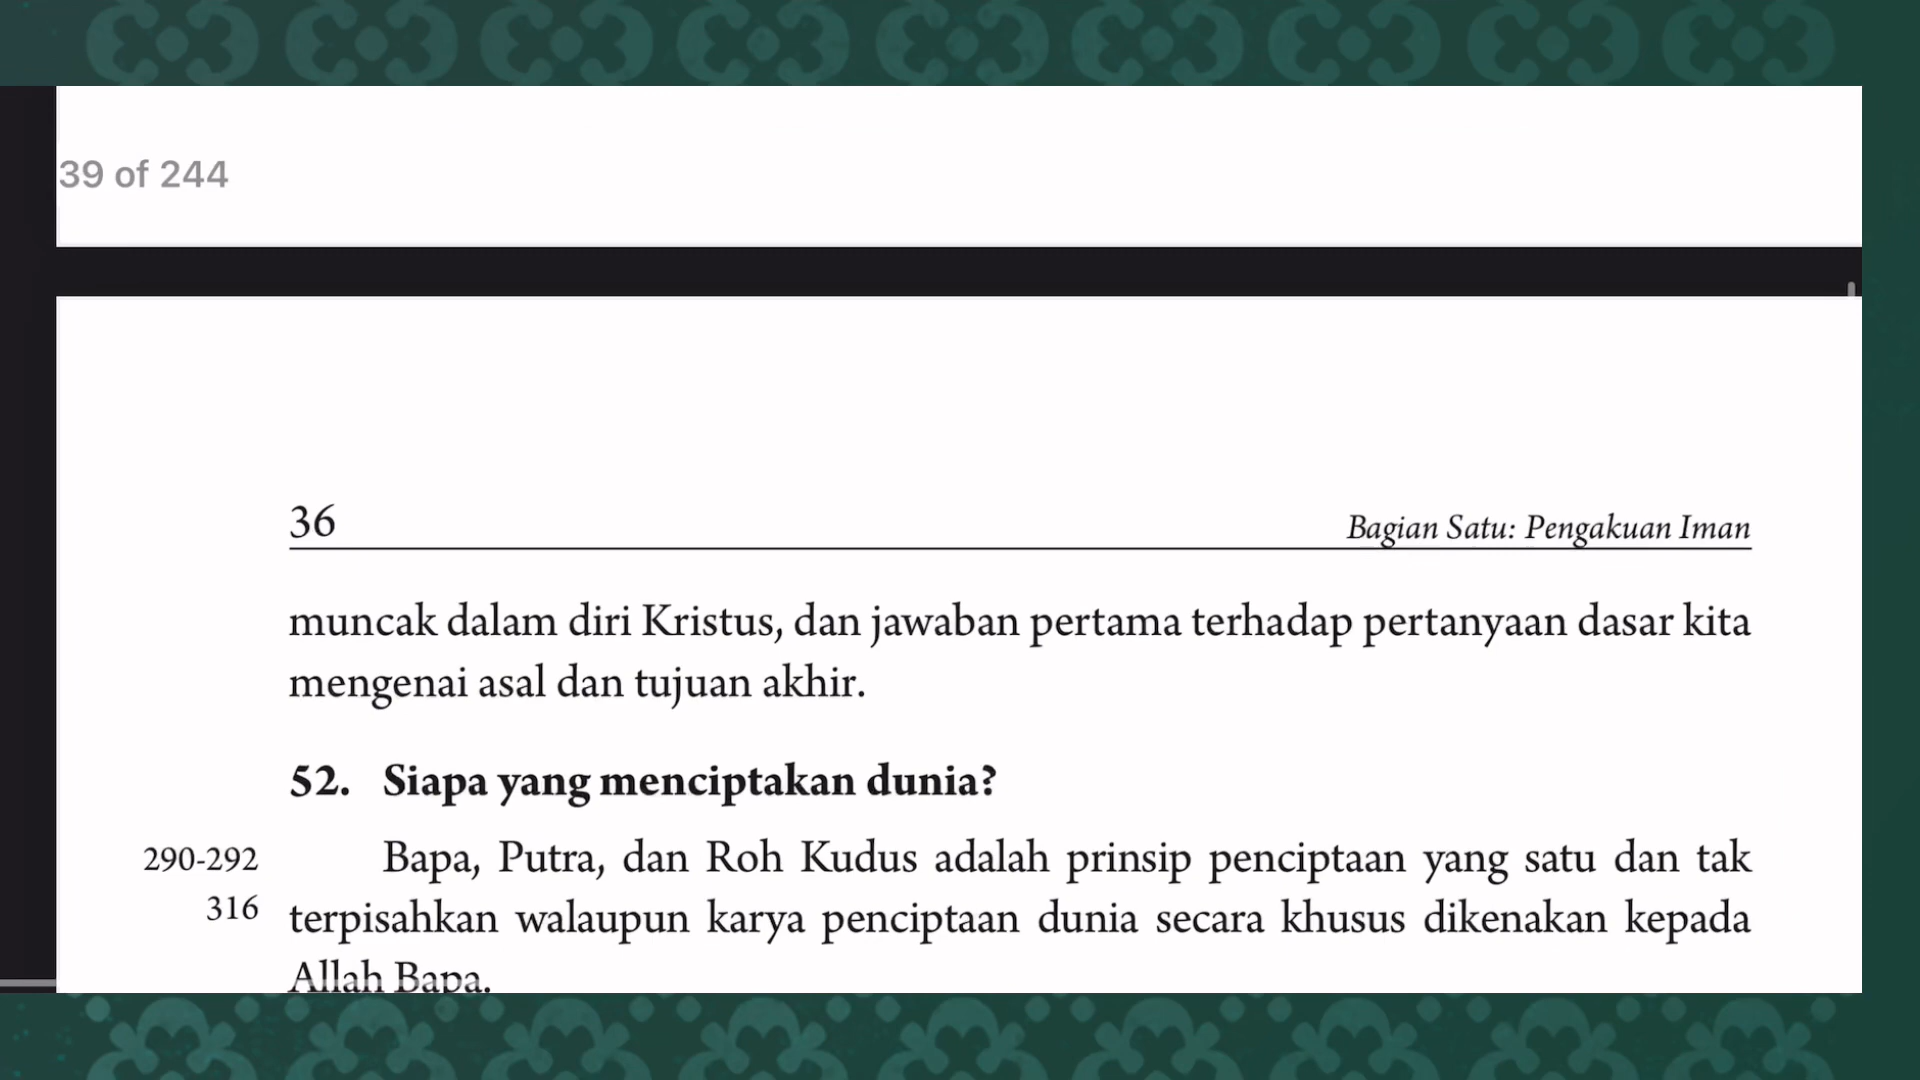 39 of 244
36 Bagian Satu: Pengakuan Iman
muncak dalam diri Kristus, dan jawaban pertama terhadap pertanyaan dasar kita
mengenai asal dan tujuan akhir.
52. Siapa yang menciptakan dunia?
290-292 Bapa, Putra, dan Roh Kudus adalah prinsip penciptaan yang satu dan tak
316 terpisahkan walaupun karya penciptaan dunia secara khusus dikenakan kepada
Allah Bapa.